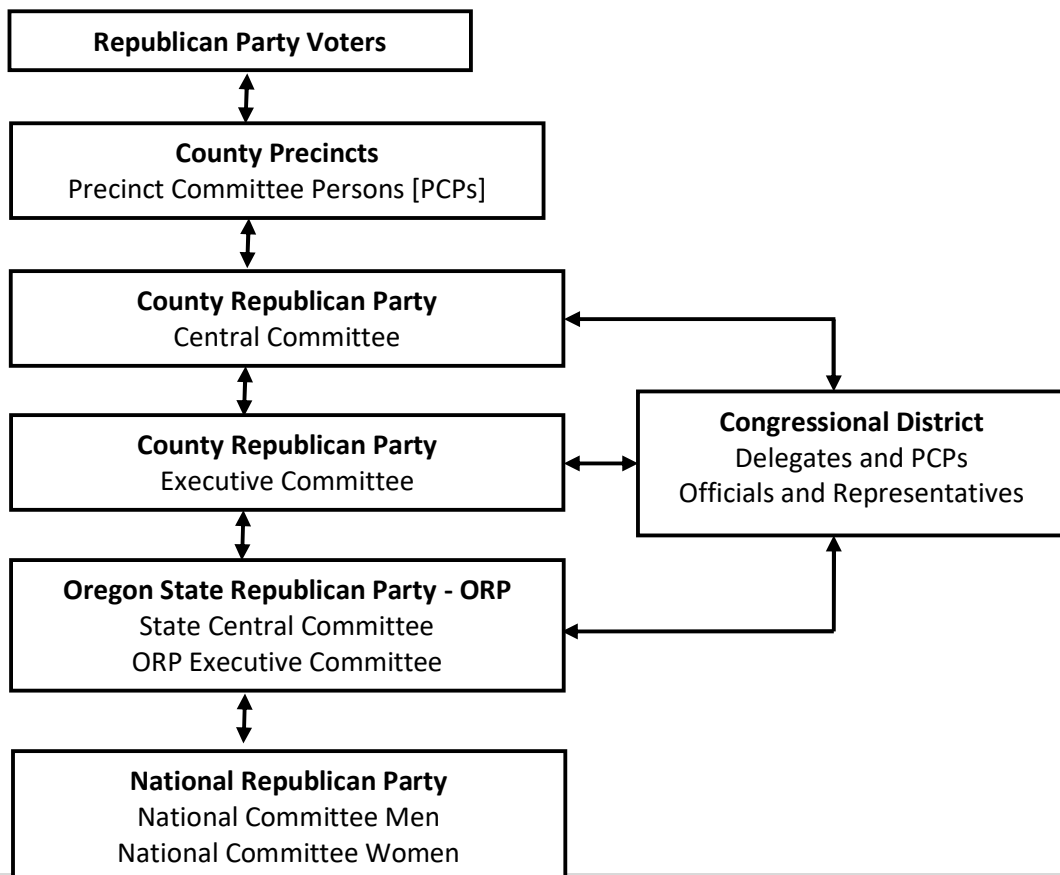 Republican Party Voters
County Precincts
Precinct Committee Persons [PCPs]
County Republican Party
Central Committee
County Republican Party
Executive Committee
Congressional District
Delegates and PCPs
Officials and Representatives
Oregon State Republican Party - ORP
State Central Committee
ORP Executive Committee
National Republican Party
National Committee Men
National Committee Women